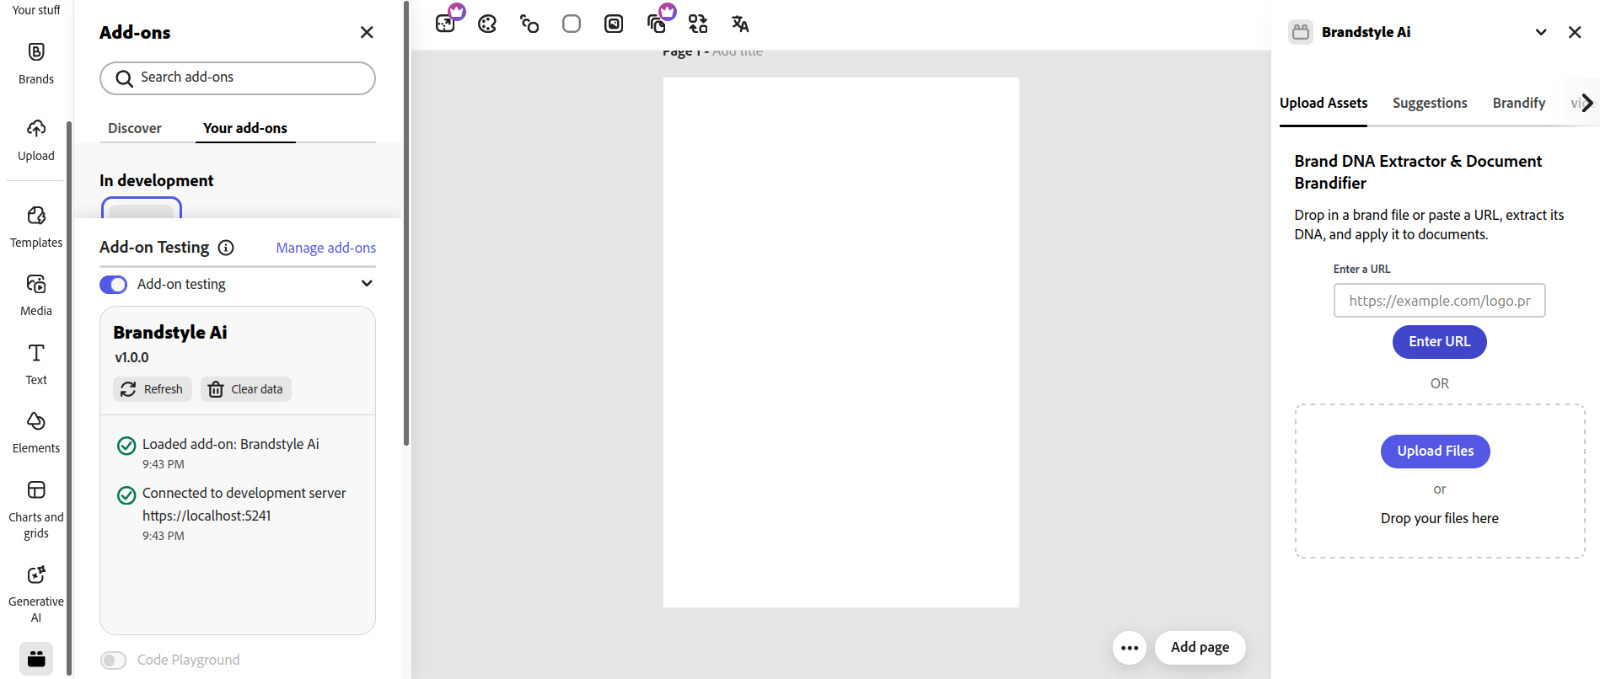 Your stuff
Brands
Upload
Templates
Media
Text
Elements
Charts and
grids
Generative
AI
Add-ons
Search add-ons
Discover
Your add-ons
In development
Add-on Testing
Manage add-ons
Add-on testing
Brandstyle Ai
v1.0.0
Refresh
Clear data
Loaded add-on: Brandstyle Ai
9:43 PM
Connected to development server
https://localhost:5241
9:43 PM
Code Playground
Page 1 - Add title
Add page
Brandstyle Ai
Upload Assets
Suggestions
Brandify
Brand DNA Extractor & Document
Brandifier
Drop in a brand file or paste a URL, extract its
DNA, and apply it to documents.
Enter a URL
https://example.com/logo.pr
Enter URL
OR
Upload Files
or
Drop your files here